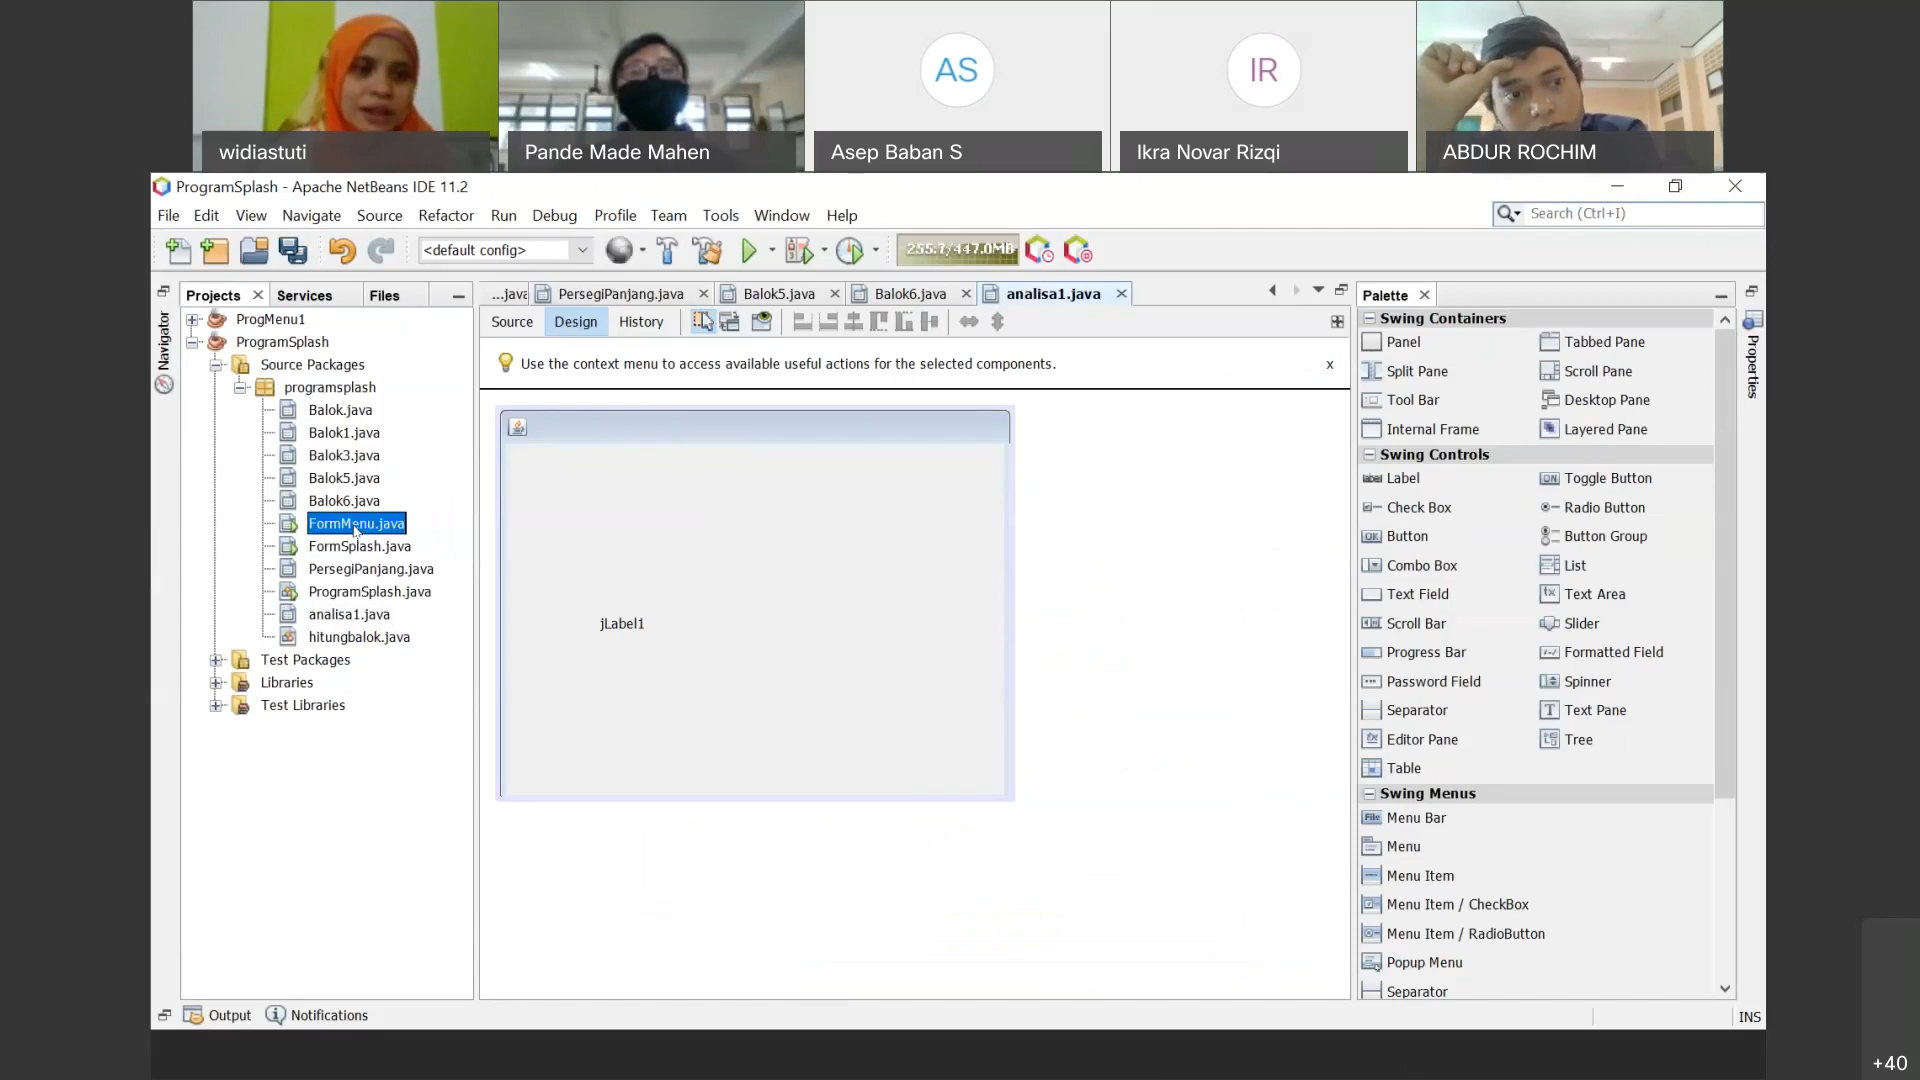 AS
IR
widiastuti
Pande Made Mahen
Asep Baban S
Ikra Novar Rizqi
ABDUR ROCHIM
ProgramSplash - Apache NetBeans IDE 11.2
File Edit View Navigate Source Refactor Run Debug Profile Team Tools Window Help
Search (Ctrl+I)
<default config>
255.7/447.0MB
Projects
Services
Files
...java
PersegiPanjang.java
Balok5.java
Balok6.java
analisa1.java
Palette
Navigator
Properties
Source Design History
Use the context menu to access available useful actions for the selected components.
x
ProgMenu1
ProgramSplash
Source Packages
programsplash
Balok.java
Balok1.java
Balok3.java
Balok5.java
Balok6.java
FormMenu.java
FormSplash.java
PersegiPanjang.java
ProgramSplash.java
analisa1.java
hitungbalok.java
Test Packages
Libraries
Test Libraries
jLabel1
Swing Containers
Panel Tabbed Pane
Split Pane Scroll Pane
Tool Bar Desktop Pane
Internal Frame Layered Pane
Swing Controls
Label Toggle Button
Check Box Radio Button
Button Button Group
Combo Box List
Text Field Text Area
Scroll Bar Slider
Progress Bar Formatted Field
Password Field Spinner
Separator Text Pane
Editor Pane Tree
Table
Swing Menus
Menu Bar
Menu
Menu Item
Menu Item / CheckBox
Menu Item / RadioButton
Popup Menu
Separator
Output
Notifications
INS
+40